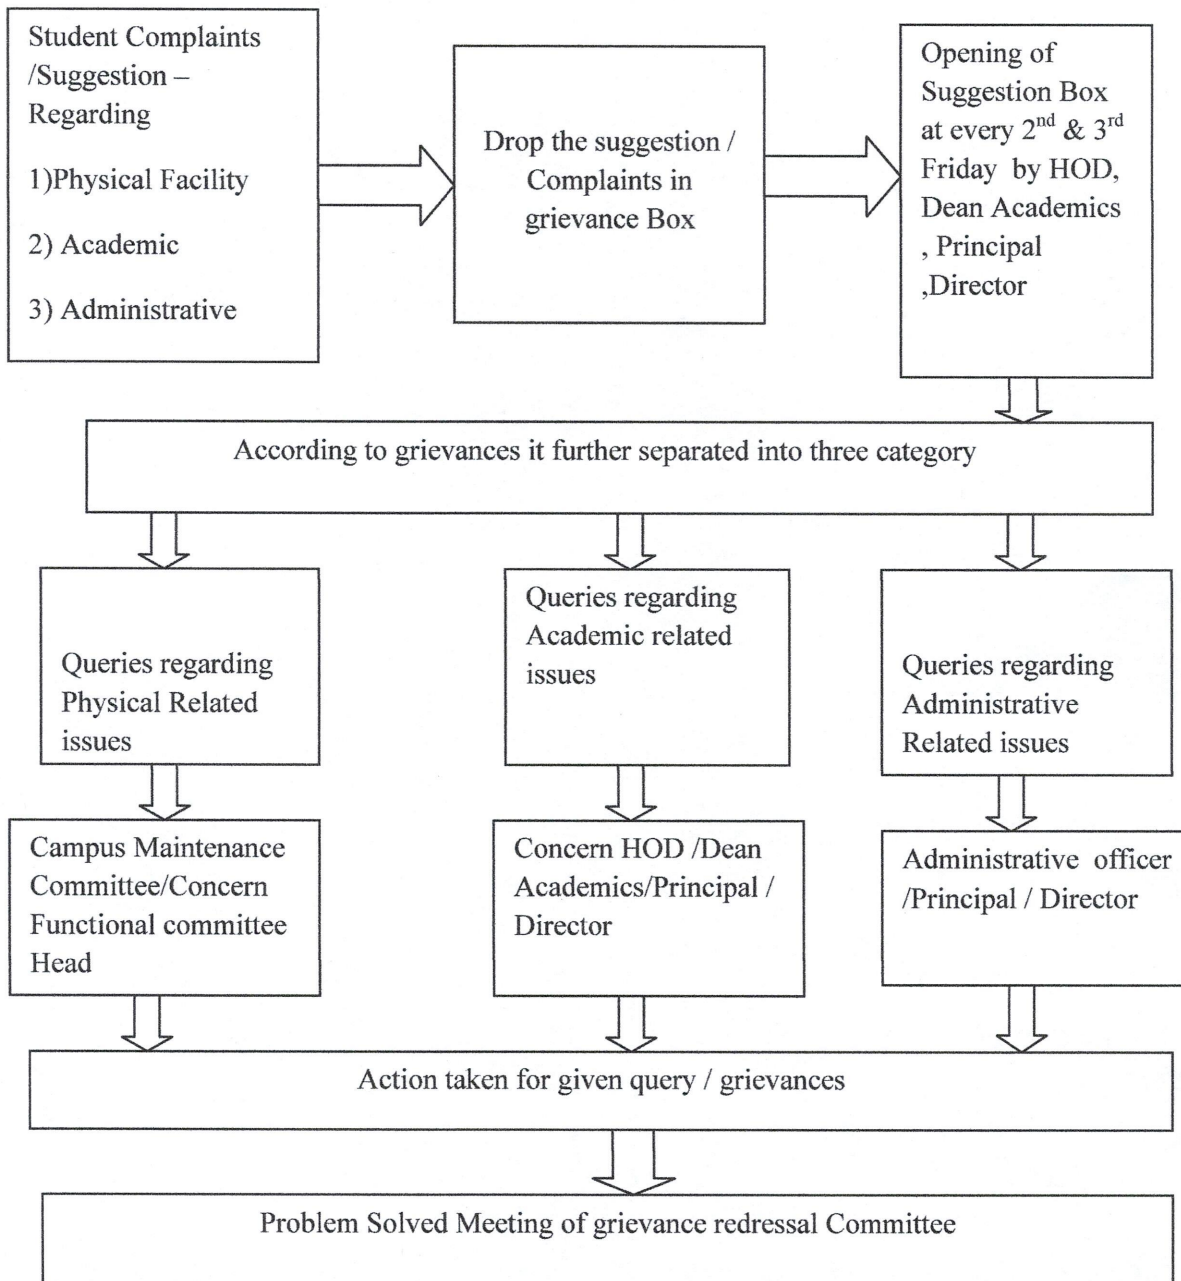 Student Complaints
/Suggestion –
Regarding
1)Physical Facility
2) Academic
3) Administrative
Drop the suggestion /
Complaints in
grievance Box
Opening of
Suggestion Box
at every 2nd & 3rd
Friday by HOD,
Dean Academics
, Principal
,Director
According to grievances it further separated into three category
Queries regarding
Physical Related
issues
Queries regarding
Academic related
issues
Queries regarding
Administrative
Related issues
Campus Maintenance
Committee/Concern
Functional committee
Head
Concern HOD /Dean
Academics/Principal /
Director
Administrative officer
/Principal / Director
Action taken for given query / grievances
Problem Solved Meeting of grievance redressal Committee